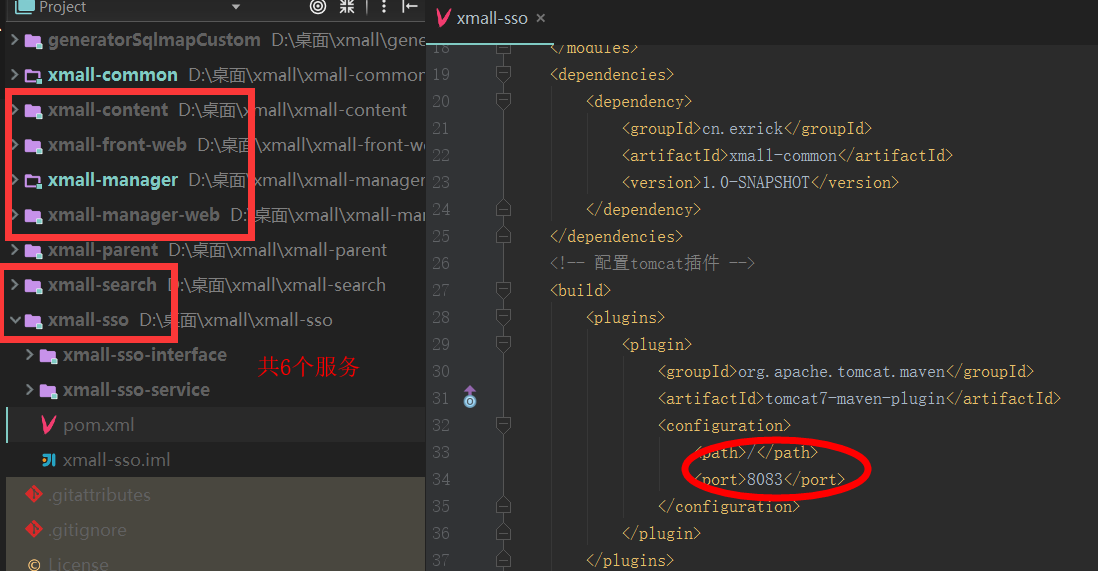 Project
generatorSqlmapCustom D:\桌面\xmall\gene
xmall-common D:\桌面\xmall\xmall-common
xmall-content D:\桌面\xmall\xmall-content
xmall-front-web D:\桌面\xmall\xmall-front-we
xmall-manager D:\桌面\xmall\xmall-manager
xmall-manager-web D:\桌面\xmall\xmall-man
xmall-parent D:\桌面\xmall\xmall-parent
xmall-search D:\桌面\xmall\xmall-search
xmall-sso D:\桌面\xmall\xmall-sso
xmall-sso-interface
共6个服务
xmall-sso-service
pom.xml
xmall-sso.iml
.gitattributes
.gitignore
License
xmall-sso
18 </modules>
19 <dependencies>
20 <dependency>
21 <groupId>cn.exrick</groupId>
22 <artifactId>xmall-common</artifactId>
23 <version>1.0-SNAPSHOT</version>
24 </dependency>
25 </dependencies>
26 <!-- 配置tomcat插件 -->
27 <build>
28 <plugins>
29 <plugin>
30 <groupId>org.apache.tomcat.maven</groupId>
31 <artifactId>tomcat7-maven-plugin</artifactId>
32 <configuration>
33 <path>/</path>
34 <port>8083</port>
35 </configuration>
36 </plugin>
37 </plugins>